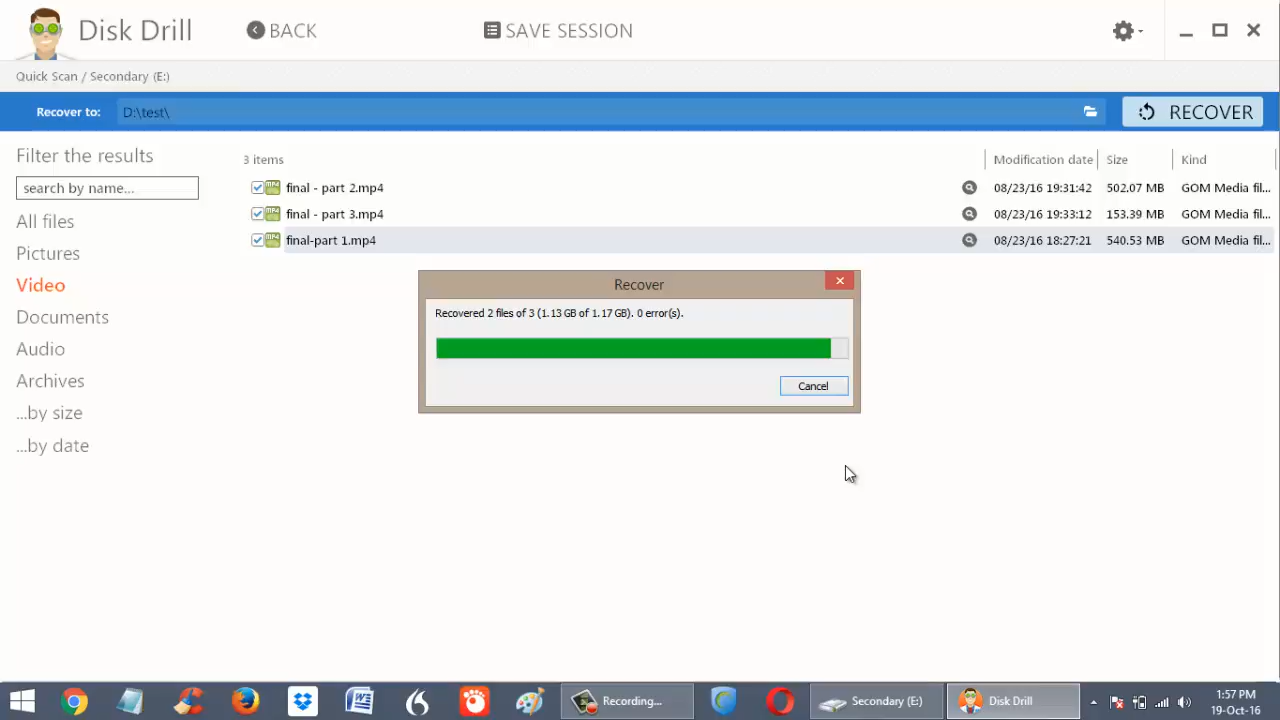 Disk Drill
BACK
SAVE SESSION
Quick Scan / Secondary (E:)
Recover to:
D:\test\
RECOVER
Filter the results
search by name...
All files
Pictures
Video
Documents
Audio
Archives
...by size
...by date
3 items
Modification date
Size
Kind
final - part 2.mp4
08/23/16 19:31:42
502.07 MB
GOM Media fil...
final - part 3.mp4
08/23/16 19:33:12
153.39 MB
GOM Media fil...
final-part 1.mp4
08/23/16 18:27:21
540.53 MB
GOM Media fil...
Recover
Recovered 2 files of 3 (1.13 GB of 1.17 GB). 0 error(s).
Cancel
Recording...
Secondary (E:)
Disk Drill
1:57 PM
19-Oct-16